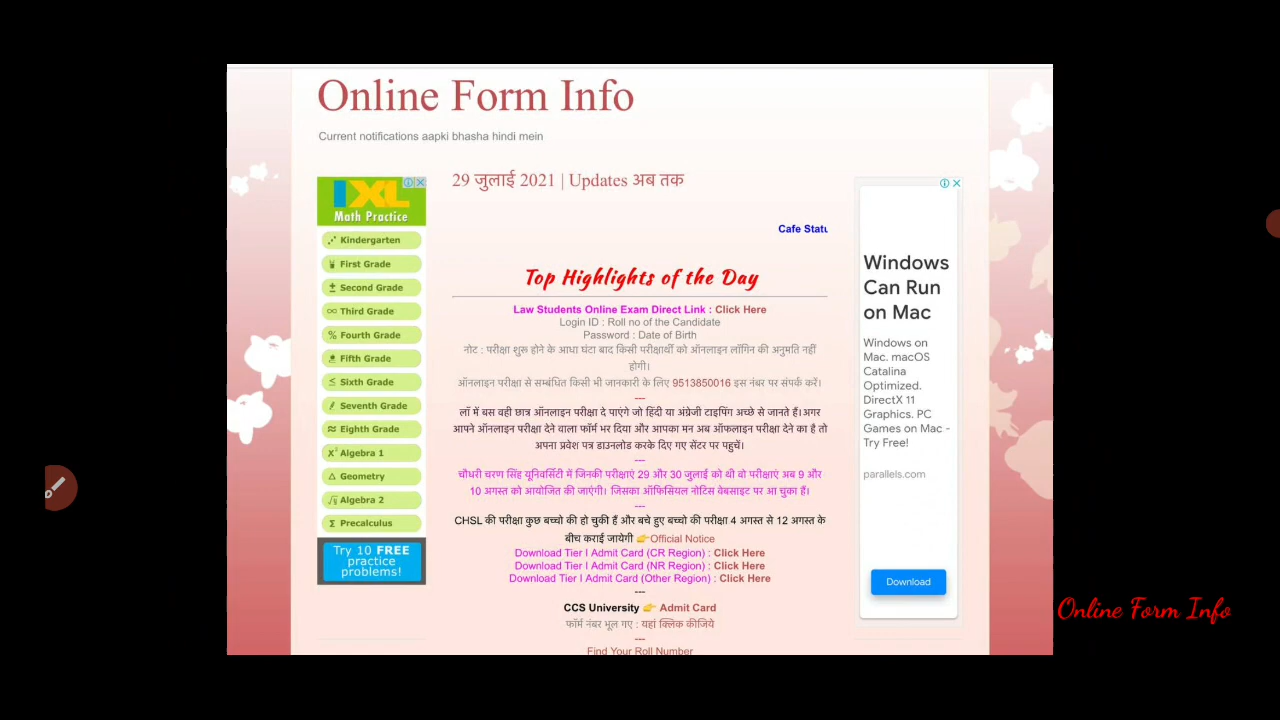 Online Form Info
Current notifications aapki bhasha hindi mein
IXL
Math Practice
Kindergarten
First Grade
Second Grade
Third Grade
Fourth Grade
Fifth Grade
Sixth Grade
Seventh Grade
Eighth Grade
Algebra 1
Geometry
Algebra 2
Precalculus
Try 10 FREE
practice
problems!
29 जुलाई 2021 | Updates अब तक
Cafe Statu
Top Highlights of the Day
Law Students Online Exam Direct Link : Click Here
Login ID : Roll no of the Candidate
Password : Date of Birth
नोट : परीक्षा शुरू होने के आधा घंटा बाद किसी परीक्षार्थी को ऑनलाइन लॉगिन की अनुमति नहीं
होगी।
ऑनलाइन परीक्षा से सम्बंधित किसी भी जानकारी के लिए 9513850016 इस नंबर पर संपर्क करें।
---
लॉ में बस वही छात्र ऑनलाइन परीक्षा दे पाएंगे जो हिंदी या अंग्रेजी टाइपिंग अच्छे से जानते हैं।अगर
आपने ऑनलाइन परीक्षा देने वाला फॉर्म भर दिया और आपका मन अब ऑफलाइन परीक्षा देने का है तो
अपना प्रवेश पत्र डाउनलोड करके दिए गए सेंटर पर पहुचें।
---
चौधरी चरण सिंह यूनिवर्सिटी में जिनकी परीक्षाएं 29 और 30 जुलाई को थी वो परीक्षाएं अब 9 और
10 अगस्त को आयोजित की जाएंगी। जिसका ऑफिसियल नोटिस वेबसाइट पर आ चुका हैं।
---
CHSL की परीक्षा कुछ बच्चो की हो चुकी हैं और बचे हुए बच्चो की परीक्षा 4 अगस्त से 12 अगस्त के
बीच कराई जायेगी 👉Official Notice
Download Tier I Admit Card (CR Region) : Click Here
Download Tier I Admit Card (NR Region) : Click Here
Download Tier I Admit Card (Other Region) : Click Here
---
CCS University 👉 Admit Card
फॉर्म नंबर भूल गए : यहां क्लिक कीजिये
---
Find Your Roll Number
Windows
Can Run
on Mac
Windows on
Mac. macOS
Catalina
Optimized.
DirectX 11
Graphics. PC
Games on Mac -
Try Free!
parallels.com
Download
Online Form Info